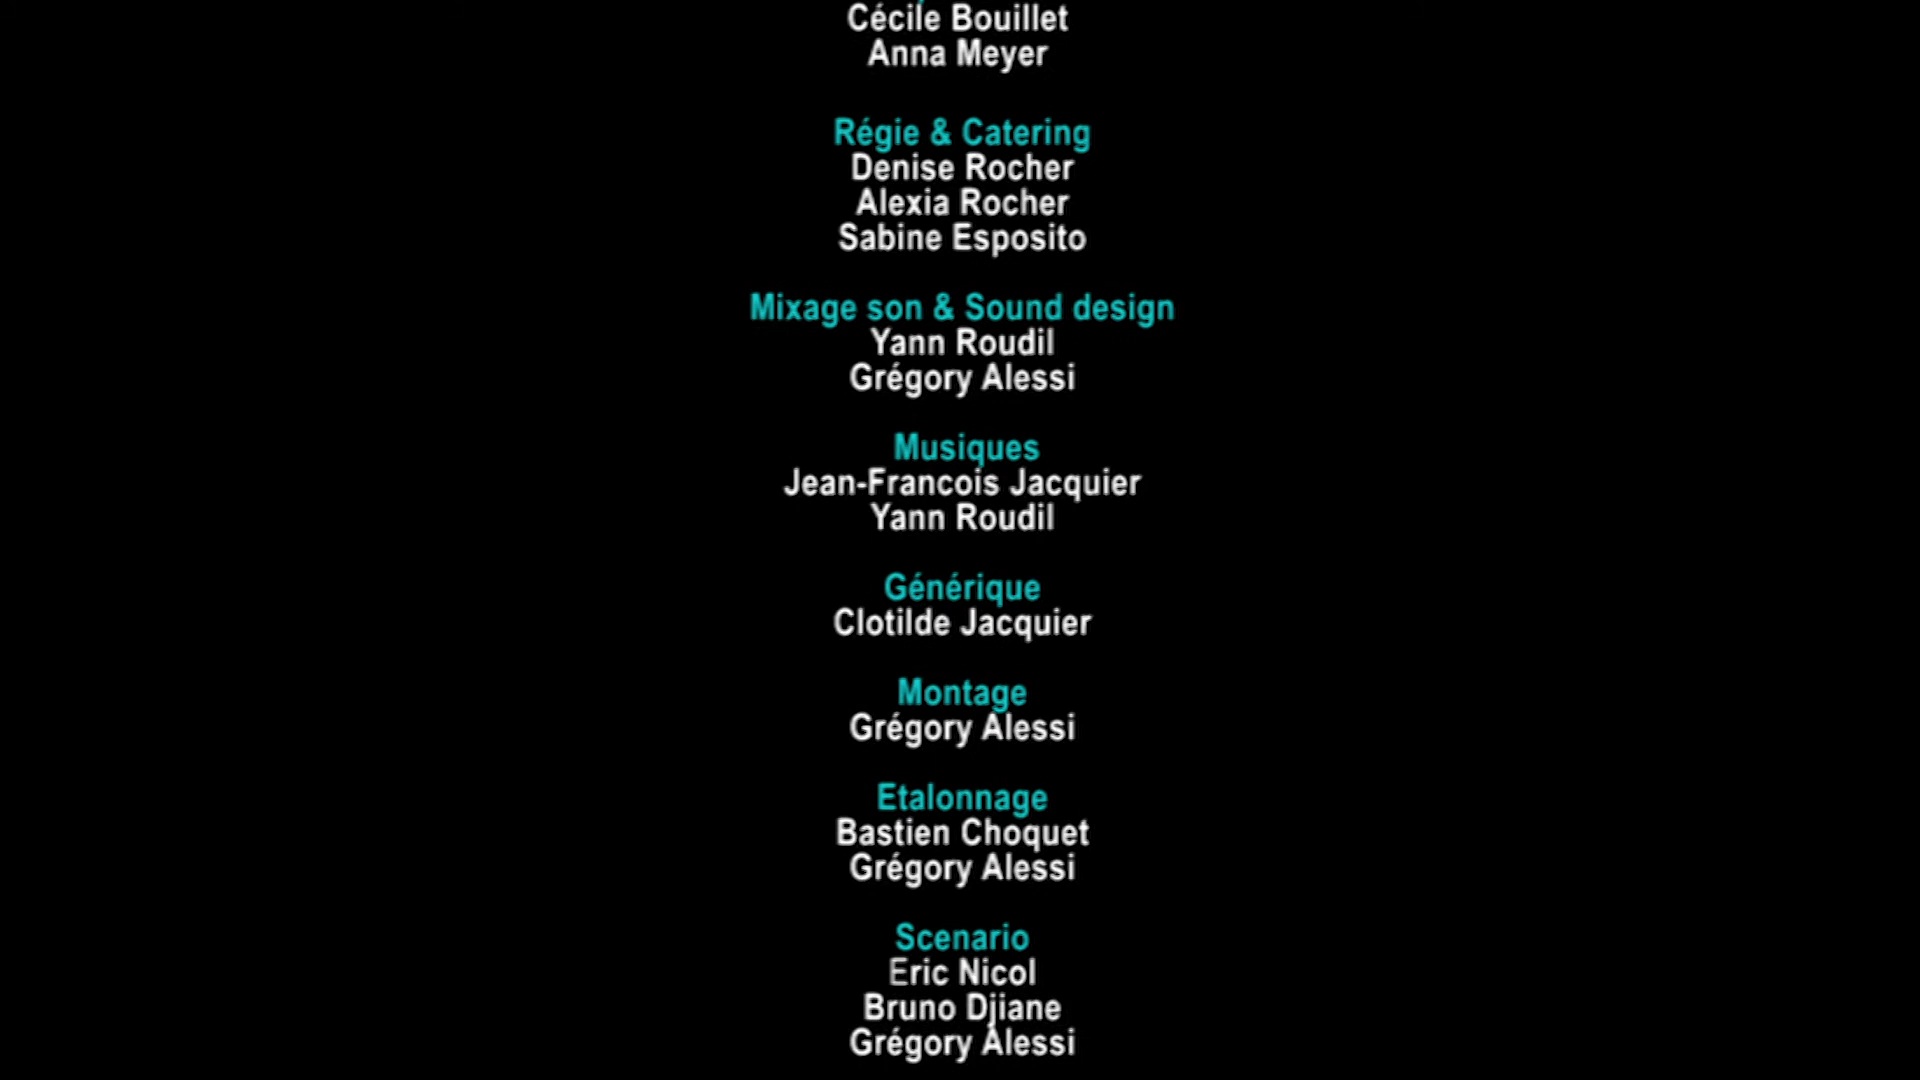 Cécile Bouillet
Anna Meyer
Régie & Catering
Denise Rocher
Alexia Rocher
Sabine Esposito
Mixage son & Sound design
Yann Roudil
Grégory Alessi
Musiques
Jean-Francois Jacquier
Yann Roudil
Générique
Clotilde Jacquier
Montage
Grégory Alessi
Etalonnage
Bastien Choquet
Grégory Alessi
Scenario
Eric Nicol
Bruno Djiane
Grégory Alessi